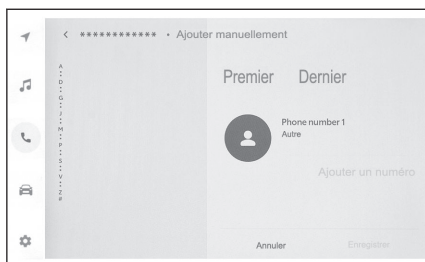 < ************ • Ajouter manuellement
A
•
D
•
G
•
J
•
M
•
P
•
S
•
V
•
Z
#
Premier Dernier
Phone number 1
Autre
Ajouter un numéro
Annuler Enregistrer